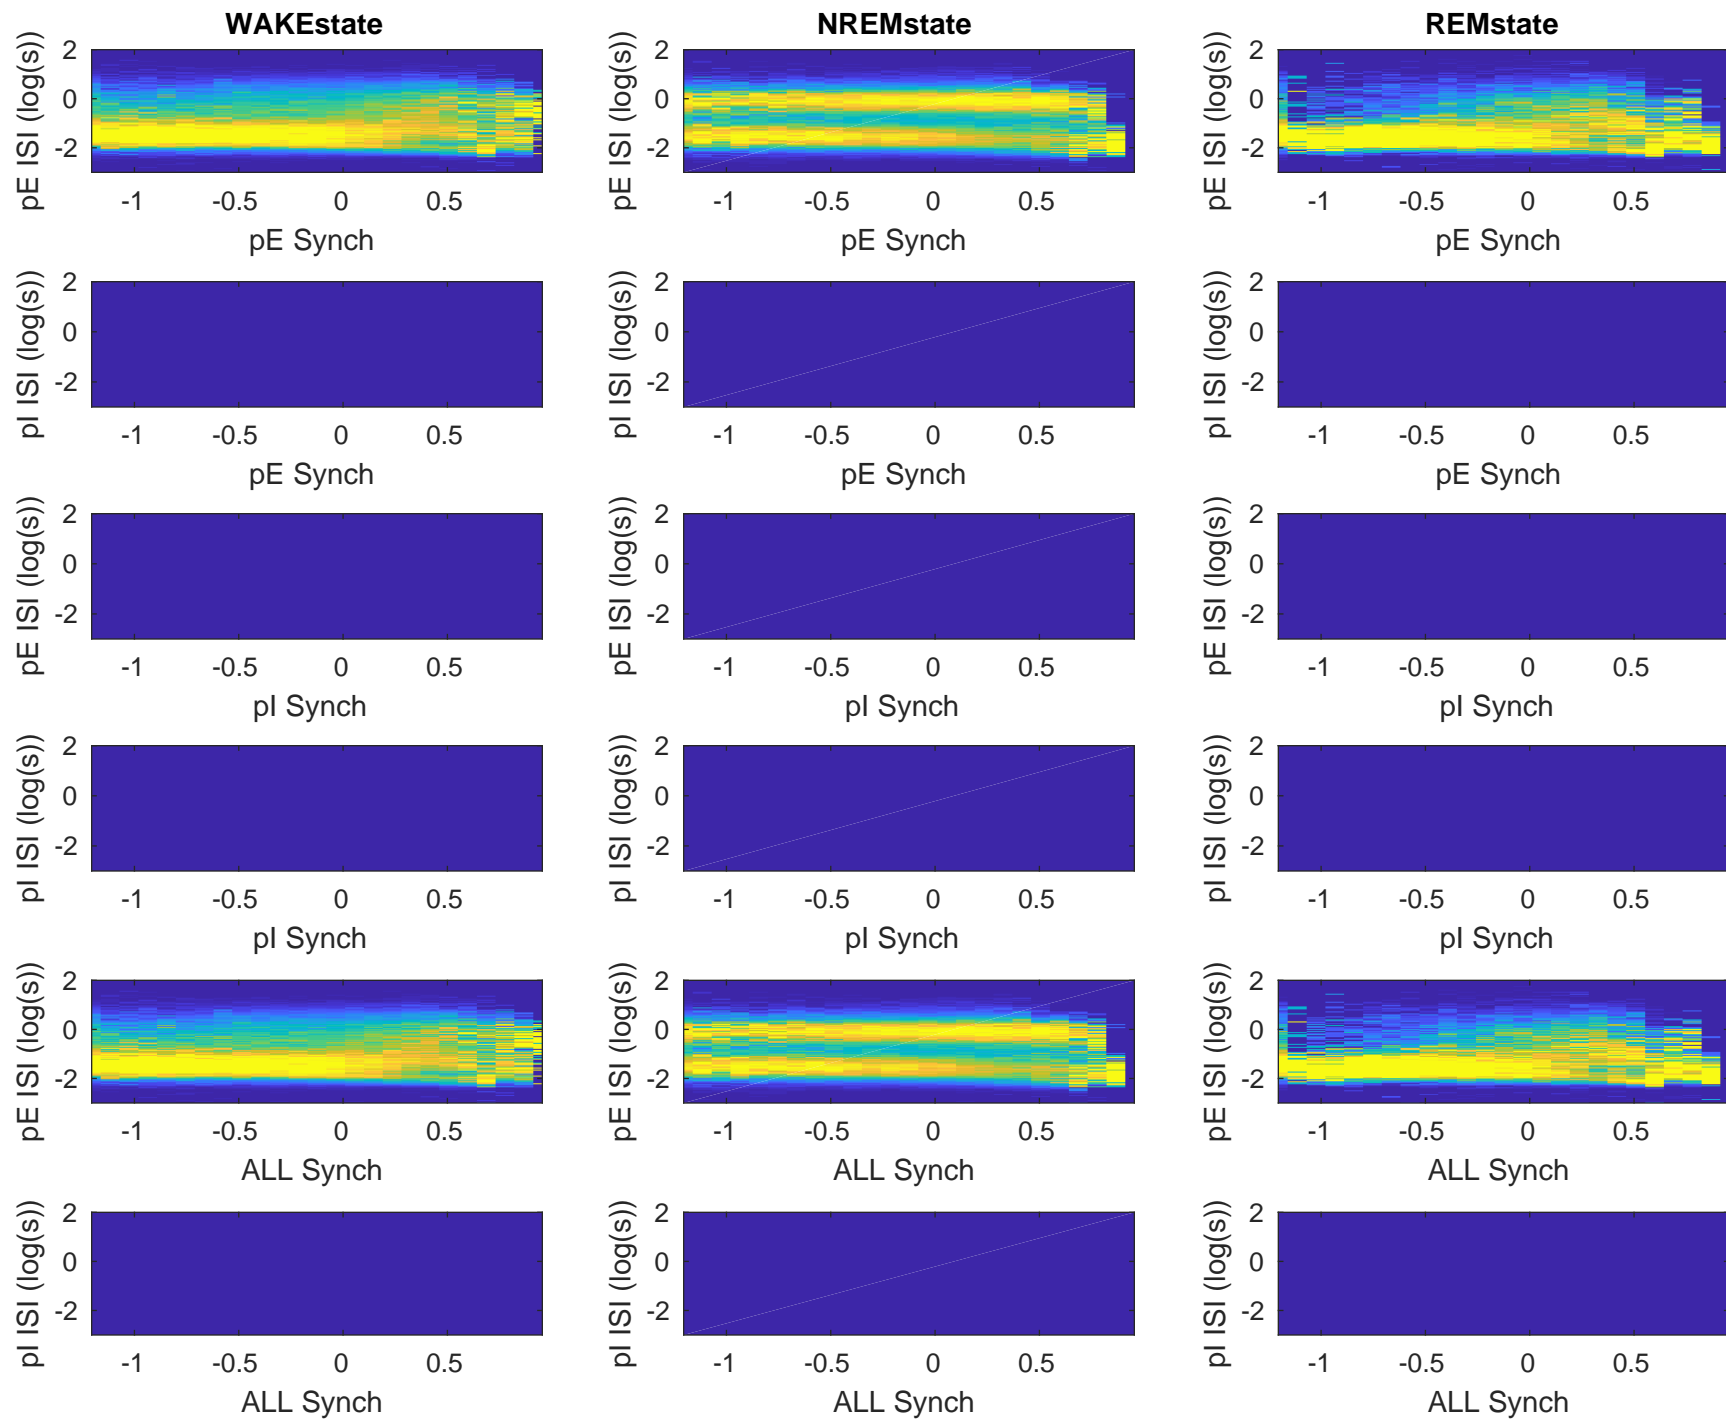 WAKEstate NREMstate REMstate
pE ISI (log(s)) 2 0 -2 pE ISI (log(s)) 2 0 -2 pE ISI (log(s)) 2 0 -2
-1 -0.5 0 0.5 -1 -0.5 0 0.5 -1 -0.5 0 0.5
pE Synch pE Synch pE Synch
pI ISI (log(s)) 2 0 -2 pI ISI (log(s)) 2 0 -2 pI ISI (log(s)) 2 0 -2
-1 -0.5 0 0.5 -1 -0.5 0 0.5 -1 -0.5 0 0.5
pE Synch pE Synch pE Synch
pE ISI (log(s)) 2 0 -2 pE ISI (log(s)) 2 0 -2 pE ISI (log(s)) 2 0 -2
-1 -0.5 0 0.5 -1 -0.5 0 0.5 -1 -0.5 0 0.5
pI Synch pI Synch pI Synch
pI ISI (log(s)) 2 0 -2 pI ISI (log(s)) 2 0 -2 pI ISI (log(s)) 2 0 -2
-1 -0.5 0 0.5 -1 -0.5 0 0.5 -1 -0.5 0 0.5
pI Synch pI Synch pI Synch
pE ISI (log(s)) 2 0 -2 pE ISI (log(s)) 2 0 -2 pE ISI (log(s)) 2 0 -2
-1 -0.5 0 0.5 -1 -0.5 0 0.5 -1 -0.5 0 0.5
ALL Synch ALL Synch ALL Synch
pI ISI (log(s)) 2 0 -2 pI ISI (log(s)) 2 0 -2 pI ISI (log(s)) 2 0 -2
-1 -0.5 0 0.5 -1 -0.5 0 0.5 -1 -0.5 0 0.5
ALL Synch ALL Synch ALL Synch